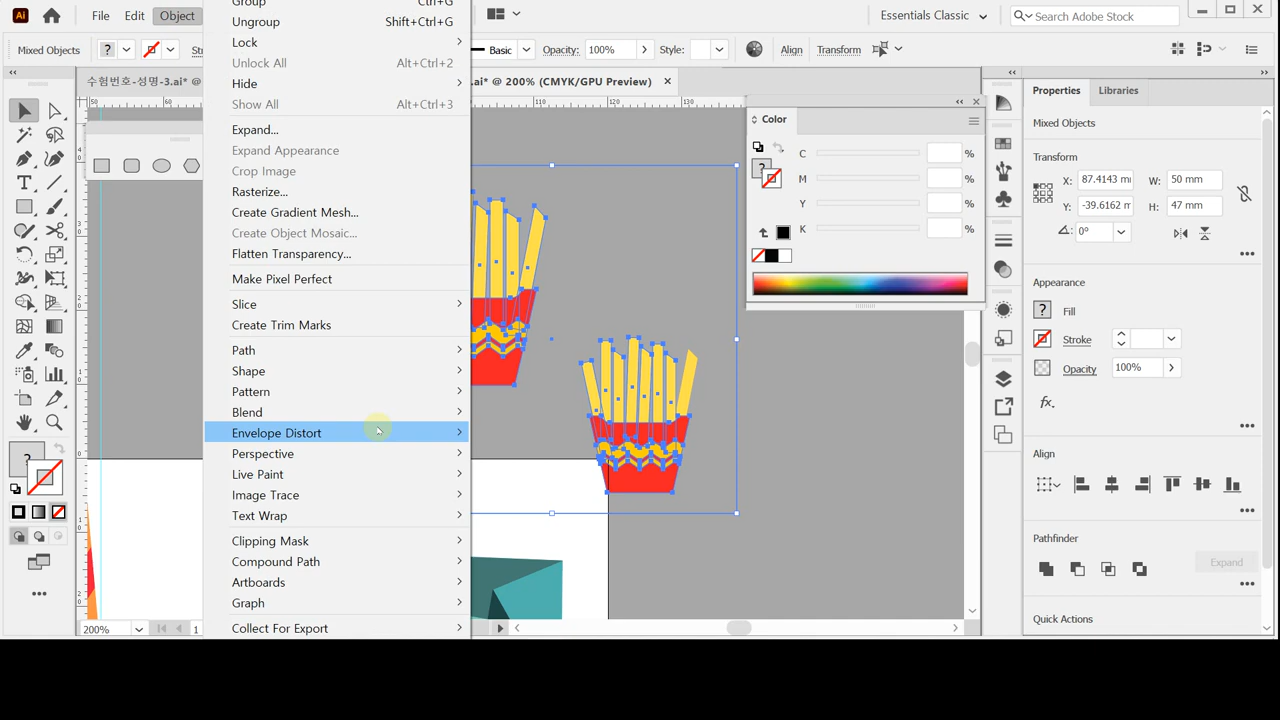 Ai
File
Edit
Object
Essentials Classic
Search Adobe Stock
Mixed Objects
?
St
Basic
Opacity:
100%
Style:
Align
Transform
수험번호-성명-3.ai* @
.ai* @ 200% (CMYK/GPU Preview)
50
60
110
120
130
Group
Ctrl+G
Ungroup
Shift+Ctrl+G
Lock
Unlock All
Alt+Ctrl+2
Hide
Show All
Alt+Ctrl+3
Expand...
Expand Appearance
Crop Image
Rasterize...
Create Gradient Mesh...
Create Object Mosaic...
Flatten Transparency...
Make Pixel Perfect
Slice
Create Trim Marks
Path
Shape
Pattern
Blend
Envelope Distort
Perspective
Live Paint
Image Trace
Text Wrap
Clipping Mask
Compound Path
Artboards
Graph
Collect For Export
Color
?
C
%
M
%
Y
%
K
%
Properties
Libraries
Mixed Objects
Transform
X:
87.4143 m
W:
50 mm
Y:
-39.6162 m
H:
47 mm
0°
Appearance
?
Fill
Stroke
Opacity
100%
fx.
Align
Pathfinder
Expand
Quick Actions
?
200%
1